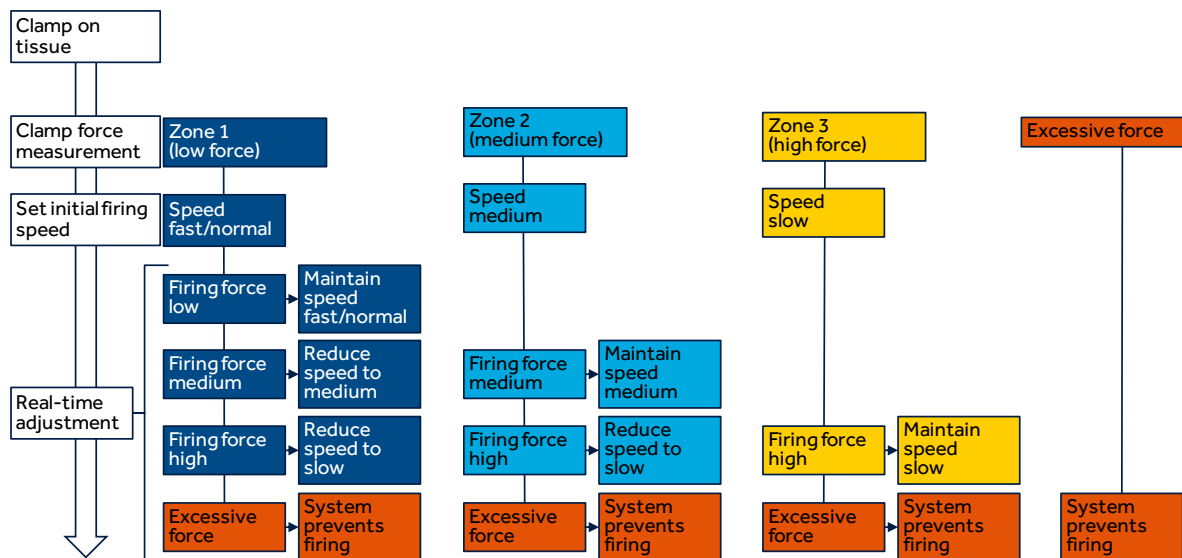 Clamp on
tissue
Clamp force
measurement
Zone 1
(low force)
Zone 2
(medium force)
Zone 3
(high force)
Excessive force
Set initial firing
speed
Speed
fast/normal
Speed
medium
Speed
slow
Real-time
adjustment
Firing force
low
Maintain
speed
fast/normal
Firing force
medium
Reduce
speed to
medium
Firing force
medium
Maintain
speed
medium
Firing force
high
Reduce
speed to
slow
Firing force
high
Reduce
speed to
slow
Firing force
high
Maintain
speed
slow
Excessive
force
System
prevents
firing
Excessive
force
System
prevents
firing
Excessive
force
System
prevents
firing
System
prevents
firing